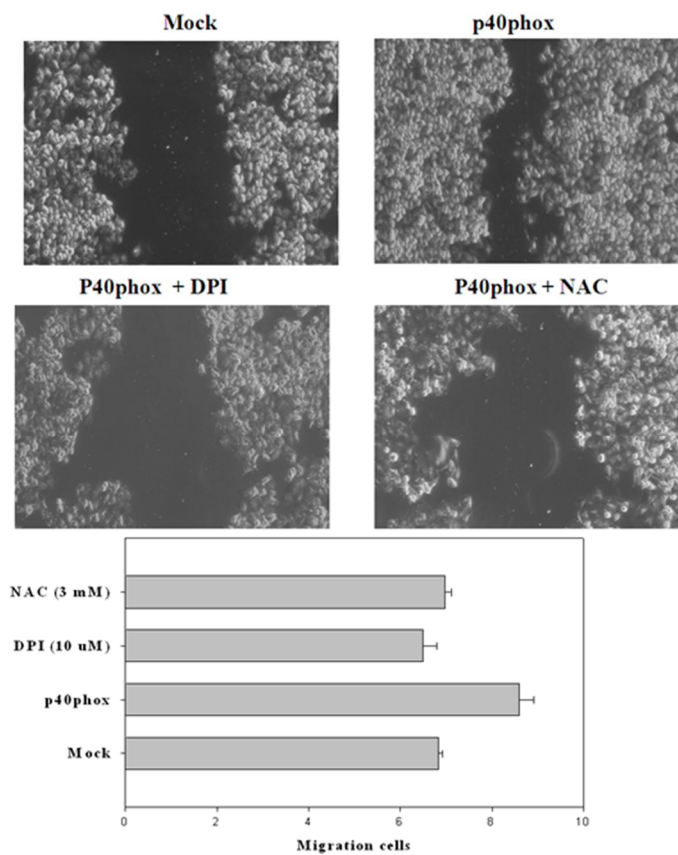 Mock p40phox
P40phox + DPI P40phox + NAC
NAC (3 mM)
DPI (10 uM)
p40phox
Mock
0 2 4 6 8 10
Migration cells